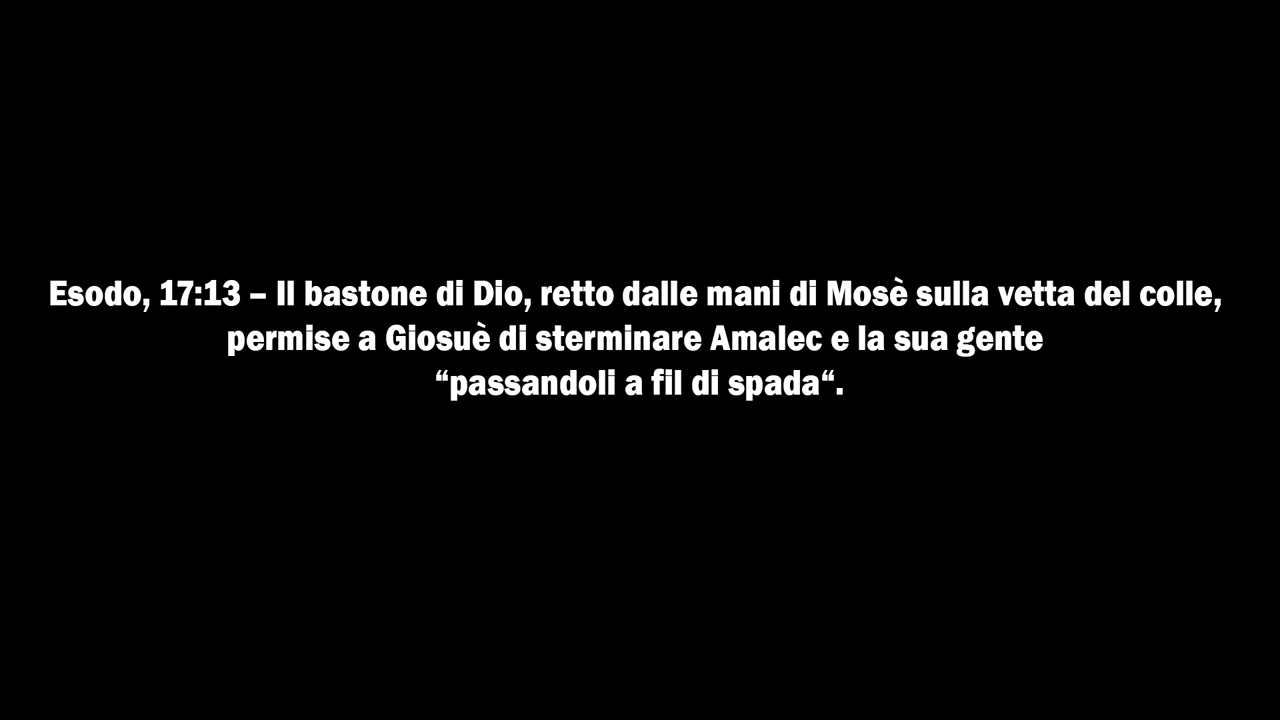 Esodo, 17:13 – Il bastone di Dio, retto dalle mani di Mosè sulla vetta del colle,
permise a Giosuè di sterminare Amalec e la sua gente
“passandoli a fil di spada“.